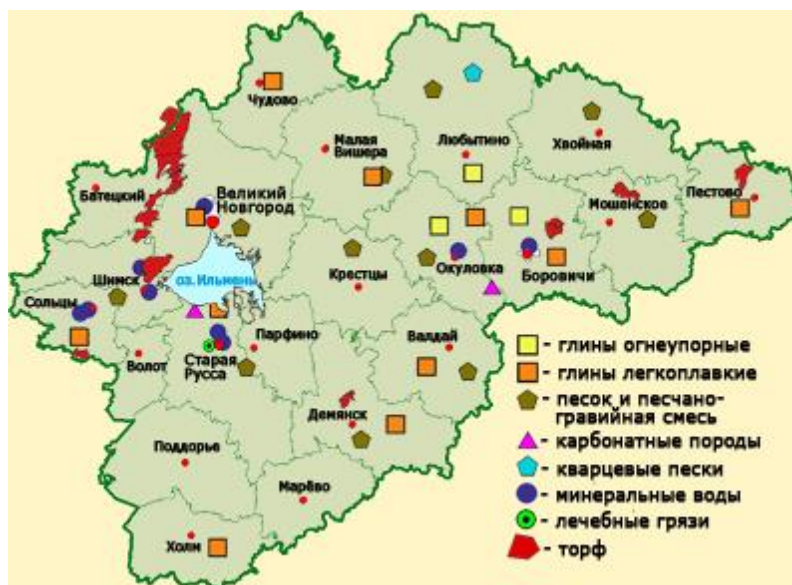 Чудово
Малая
Вишера
Любытино
Хвойная
Батецкий
Великий
Новгород
Мошенское
Пестово
Шимск
оз. Ильмень
Крестцы
Окуловка
Боровичи
Сольцы
Волот
Старая
Русса
Парфино
Валдай
Демянск
Поддорье
Марёво
Холм
- глины огнеупорные
- глины легкоплавкие
- песок и песчано-
гравийная смесь
- карбонатные породы
- кварцевые пески
- минеральные воды
- лечебные грязи
- торф